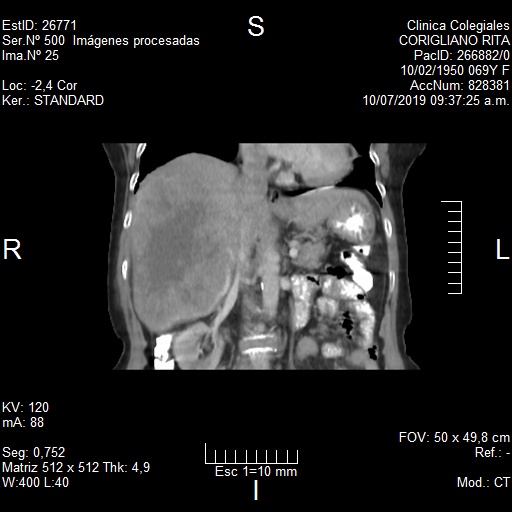 EstID: 26771
Ser.Nº 500 Imágenes procesadas
Ima.Nº 25
Loc: -2,4 Cor
Ker.: STANDARD
S
Clinica Colegiales
CORIGLIANO RITA
PacID: 266882/0
10/02/1950 069Y F
AccNum: 828381
10/07/2019 09:37:25 a.m.
R
L
KV: 120
mA: 88
Seg: 0,752
Matriz 512 x 512 Thk: 4,9
W:400 L:40
Esc 1=10 mm
I
FOV: 50 x 49,8 cm
Ref.: -
Mod.: CT